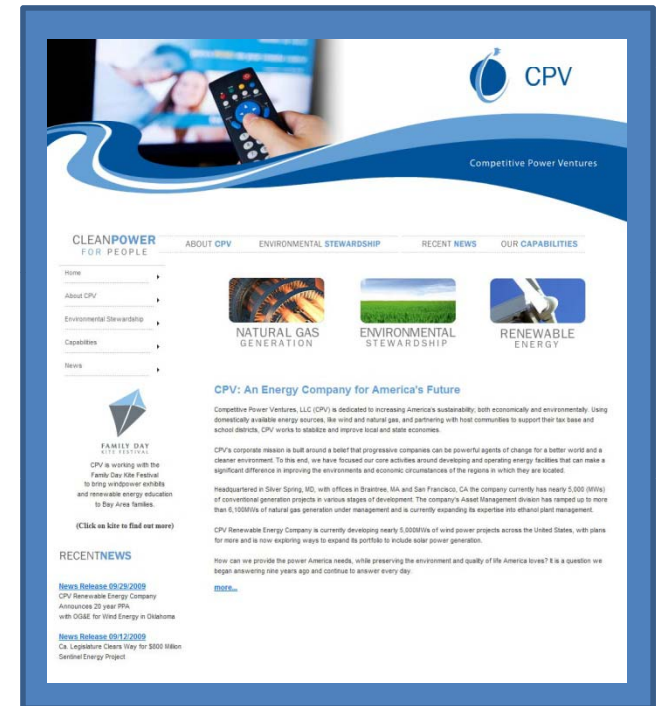 CPV
Competitive Power Ventures
CLEANPOWER
FOR PEOPLE
ABOUT CPV ENVIRONMENTAL STEWARDSHIP RECENT NEWS OUR CAPABILITIES
Home
About CPV
Environmental Stewardship
Capabilities
News
NATURAL GAS
GENERATION
ENVIRONMENTAL
STEWARDSHIP
RENEWABLE
ENERGY
FAMILY DAY
KITE FESTIVAL
CPV is working with the
Family Day Kite Festival
to bring windpower exhibits
and renewable energy education
to Bay Area families.
(Click on kite to find out more)
RECENTNEWS
News Release 09/29/2009
CPV Renewable Energy Company
Announces 20 year PPA
with OG&E for Wind Energy in Oklahoma
News Release 09/12/2009
Ca. Legislature Clears Way for $800 Million
Sentinel Energy Project
CPV: An Energy Company for America's Future
Competitive Power Ventures, LLC (CPV) is dedicated to increasing America's sustainability; both economically and environmentally. Using
domestically available energy sources, like wind and natural gas, and partnering with host communities to support their tax base and
school districts, CPV works to stabilize and improve local and state economies.
CPV's corporate mission is built around a belief that progressive companies can be powerful agents of change for a better world and a
cleaner environment. To this end, we have focused our core activities around developing and operating energy facilities that can make a
significant difference in improving the environments and economic circumstances of the regions in which they are located.
Headquartered in Silver Spring, MD, with offices in Braintree, MA and San Francisco, CA the company currently has nearly 5,000 (MWs)
of conventional generation projects in various stages of development. The company's Asset Management division has ramped up to more
than 6,100MWs of natural gas generation under management and is currently expanding its expertise into ethanol plant management.
CPV Renewable Energy Company is currently developing nearly 5,000MWs of wind power projects across the United States, with plans
for more and is now exploring ways to expand its portfolio to include solar power generation.
How can we provide the power America needs, while preserving the environment and quality of life America loves? It is a question we
began answering nine years ago and continue to answer every day.
more...